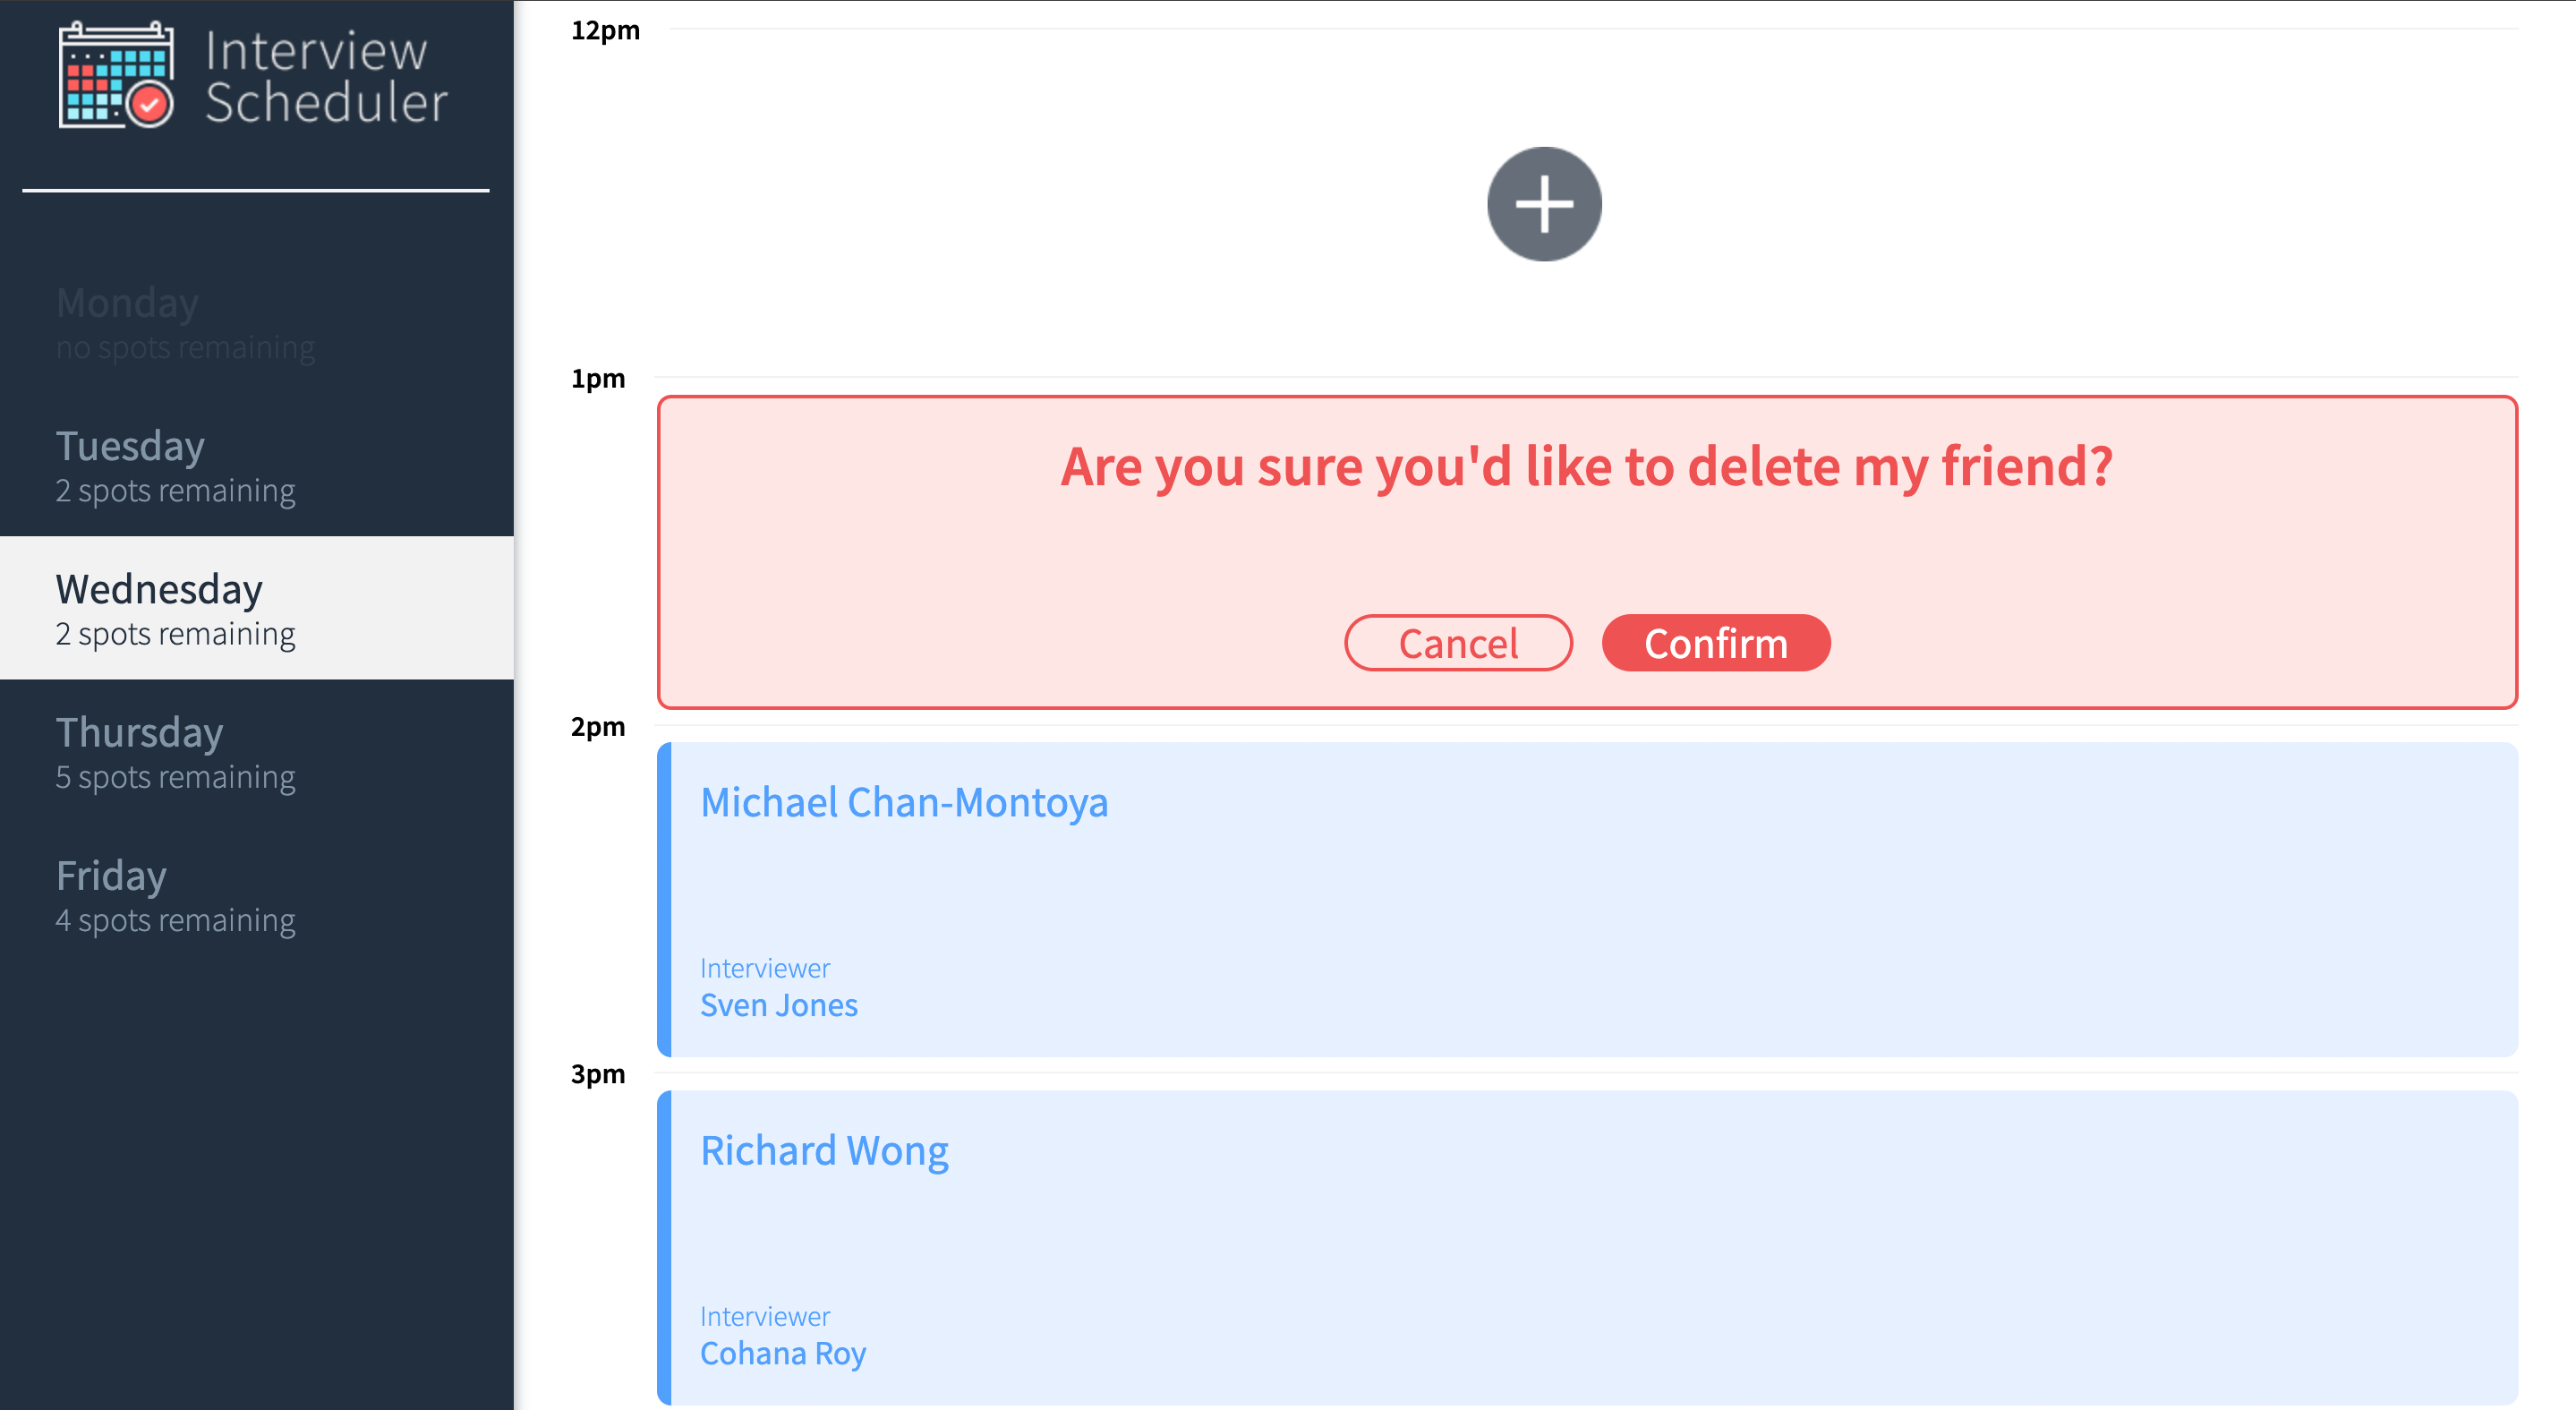 Interview
Scheduler
Monday
no spots remaining
Tuesday
2 spots remaining
Wednesday
2 spots remaining
Thursday
5 spots remaining
Friday
4 spots remaining
12pm
1pm
Are you sure you'd like to delete my friend?
Cancel
Confirm
2pm
Michael Chan-Montoya
Interviewer
Sven Jones
3pm
Richard Wong
Interviewer
Cohana Roy